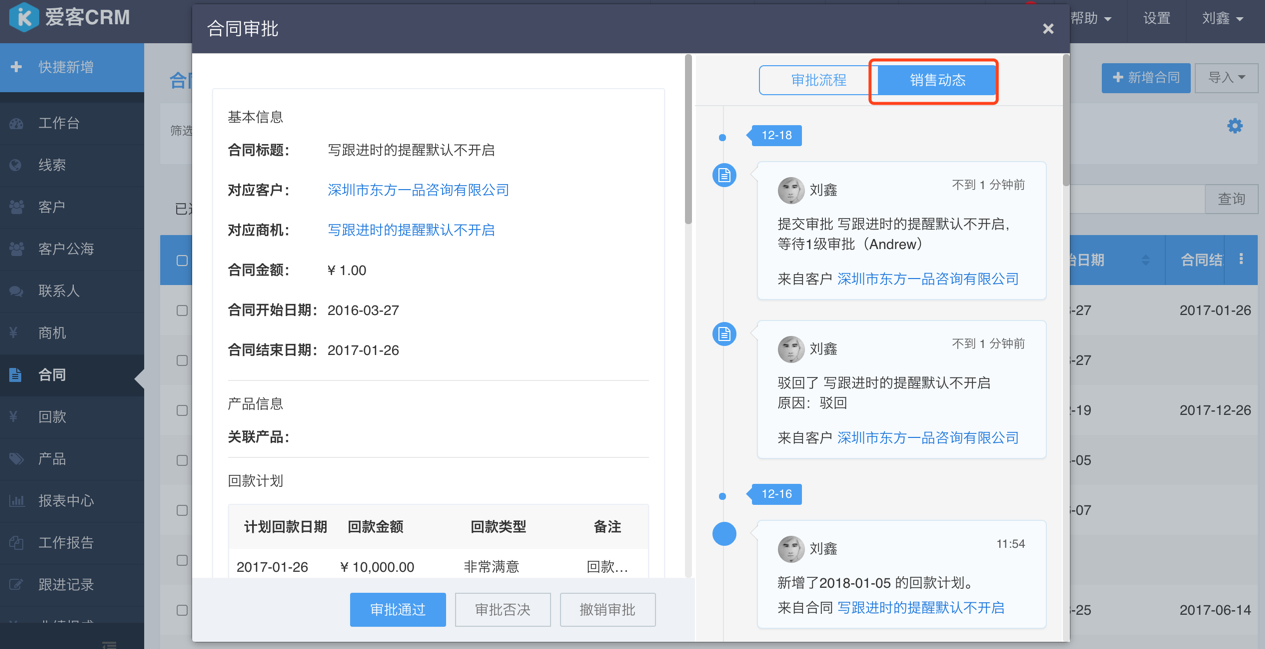 爱客CRM
帮助
设置
刘鑫
快捷新增
工作台
线索
客户
客户公海
联系人
商机
合同
回款
产品
报表中心
工作报告
跟进记录
新增合同
导入
筛选
查询
始日期
合同结
-27
2017-01-26
-27
-19
2017-12-26
-05
-07
-25
2017-06-14
合同审批
×
基本信息
合同标题： 写跟进时的提醒默认不开启
对应客户： 深圳市东方一品咨询有限公司
对应商机： 写跟进时的提醒默认不开启
合同金额： ¥ 1.00
合同开始日期： 2016-03-27
合同结束日期： 2017-01-26
产品信息
关联产品：
回款计划
计划回款日期 回款金额 回款类型 备注
2017-01-26 ¥ 10,000.00 非常满意 回款...
审批通过 审批否决 撤销审批
审批流程 销售动态
12-18
刘鑫 不到 1 分钟前
提交审批 写跟进时的提醒默认不开启，
等待1级审批（Andrew）
来自客户 深圳市东方一品咨询有限公司
刘鑫 不到 1 分钟前
驳回了 写跟进时的提醒默认不开启
原因：驳回
来自客户 深圳市东方一品咨询有限公司
12-16
刘鑫 11:54
新增了2018-01-05 的回款计划。
来自合同 写跟进时的提醒默认不开启